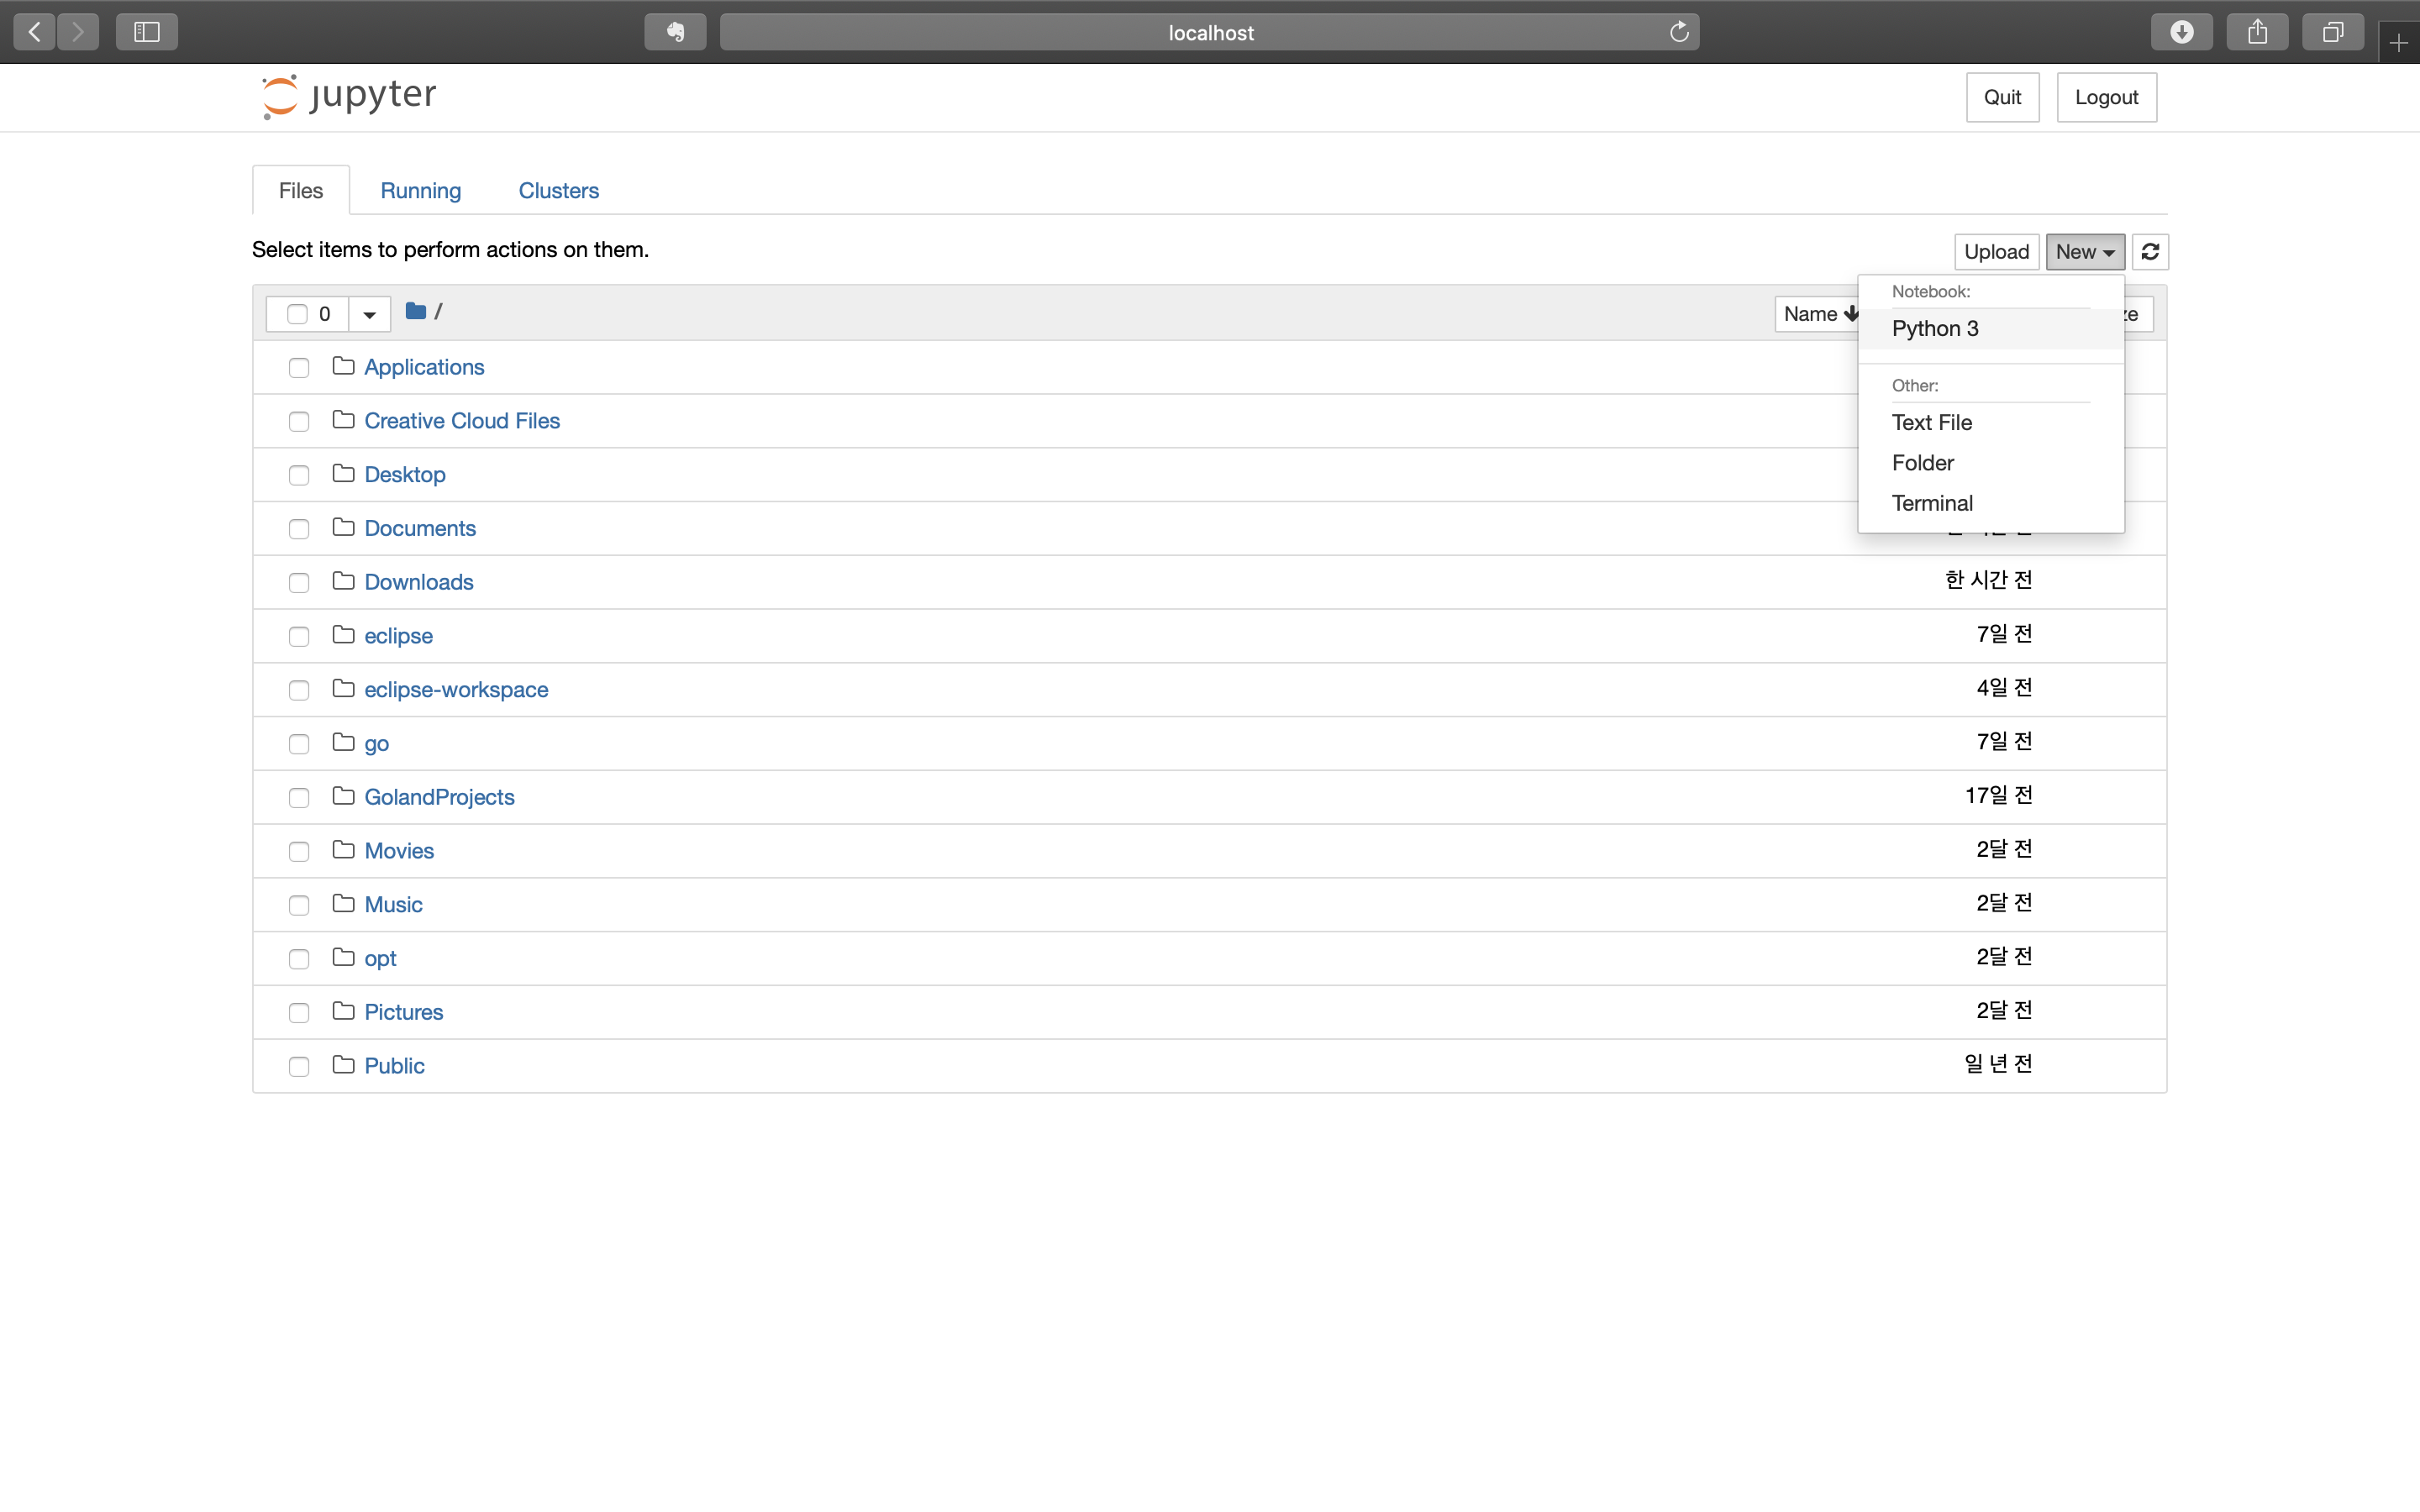 localhost
jupyter
Quit
Logout
Files
Running
Clusters
Select items to perform actions on them.
Upload
New
0
/
Name
Notebook:
Python 3
Other:
Text File
Folder
Terminal
Applications
Creative Cloud Files
Desktop
Documents
Downloads
한 시간 전
eclipse
7일 전
eclipse-workspace
4일 전
go
7일 전
GolandProjects
17일 전
Movies
2달 전
Music
2달 전
opt
2달 전
Pictures
2달 전
Public
일 년 전